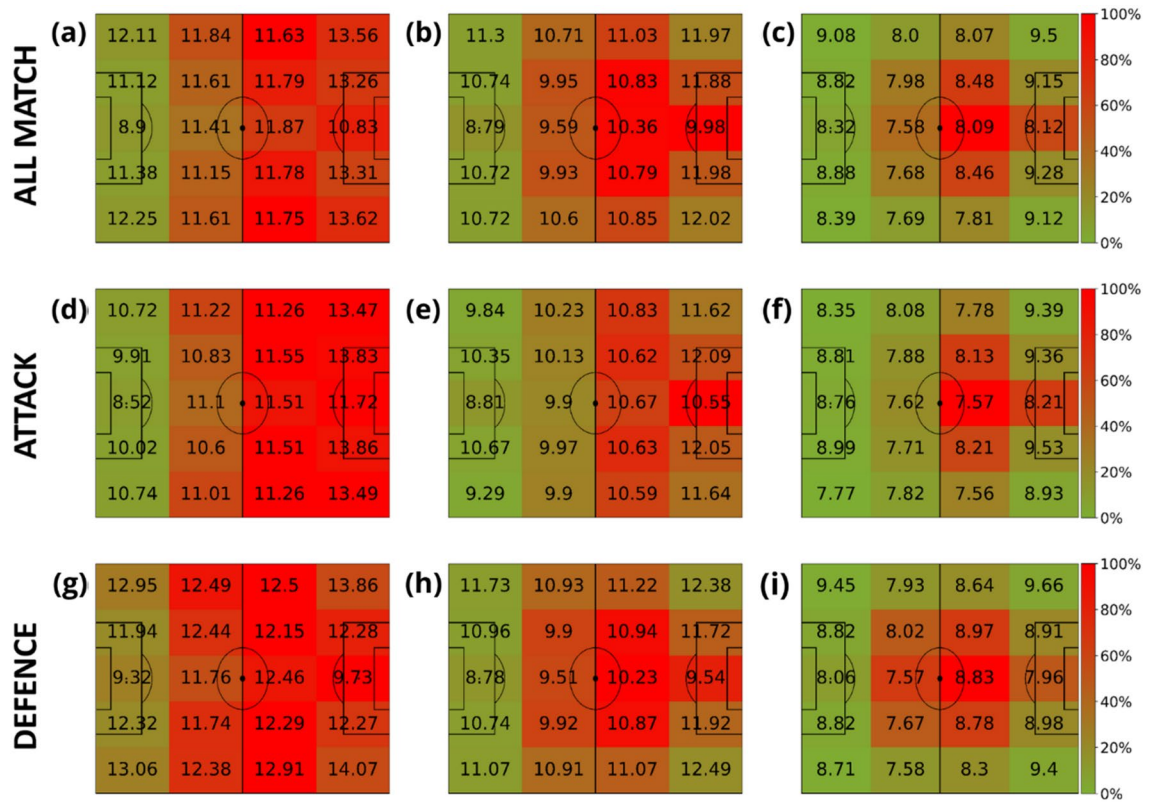 ALL MATCH
(a) 12.11 11.84 11.63 13.56 (b) 11.3 10.71 11.03 11.97 (c) 9.08 8.0 8.07 9.5 100%
11.12 11.61 11.79 13.26 10.74 9.95 10.83 11.88 8.82 7.98 8.48 9.15 80%
60%
8.9 11.41 11.87 10.83 8.79 9.59 10.36 9.98 8.32 7.58 8.09 8.12
40%
11.38 11.15 11.78 13.31 10.72 9.93 10.79 11.98 8.88 7.68 8.46 9.28
20%
12.25 11.61 11.75 13.62 10.72 10.6 10.85 12.02 8.39 7.69 7.81 9.12
0%
ATTACK
(d) 10.72 11.22 11.26 13.47 (e) 9.84 10.23 10.83 11.62 (f) 8.35 8.08 7.78 9.39 100%
9.91 10.83 11.55 13.83 10.35 10.13 10.62 12.09 8.81 7.88 8.13 9.36 80%
60%
8.52 11.1 11.51 11.72 8.81 9.9 10.67 10.55 8.76 7.62 7.57 8.21
40%
10.02 10.6 11.51 13.86 10.67 9.97 10.63 12.05 8.99 7.71 8.21 9.53
20%
10.74 11.01 11.26 13.49 9.29 9.9 10.59 11.64 7.77 7.82 7.56 8.93
0%
DEFENCE
(g) 12.95 12.49 12.5 13.86 (h) 11.73 10.93 11.22 12.38 (i) 9.45 7.93 8.64 9.66 100%
11.94 12.44 12.15 12.28 10.96 9.9 10.94 11.72 8.82 8.02 8.97 8.91 80%
60%
9.32 11.76 12.46 9.73 8.78 9.51 10.23 9.54 8.06 7.57 8.83 7.96
40%
12.32 11.74 12.29 12.27 10.74 9.92 10.87 11.92 8.82 7.67 8.78 8.98
20%
13.06 12.38 12.91 14.07 11.07 10.91 11.07 12.49 8.71 7.58 8.3 9.4
0%